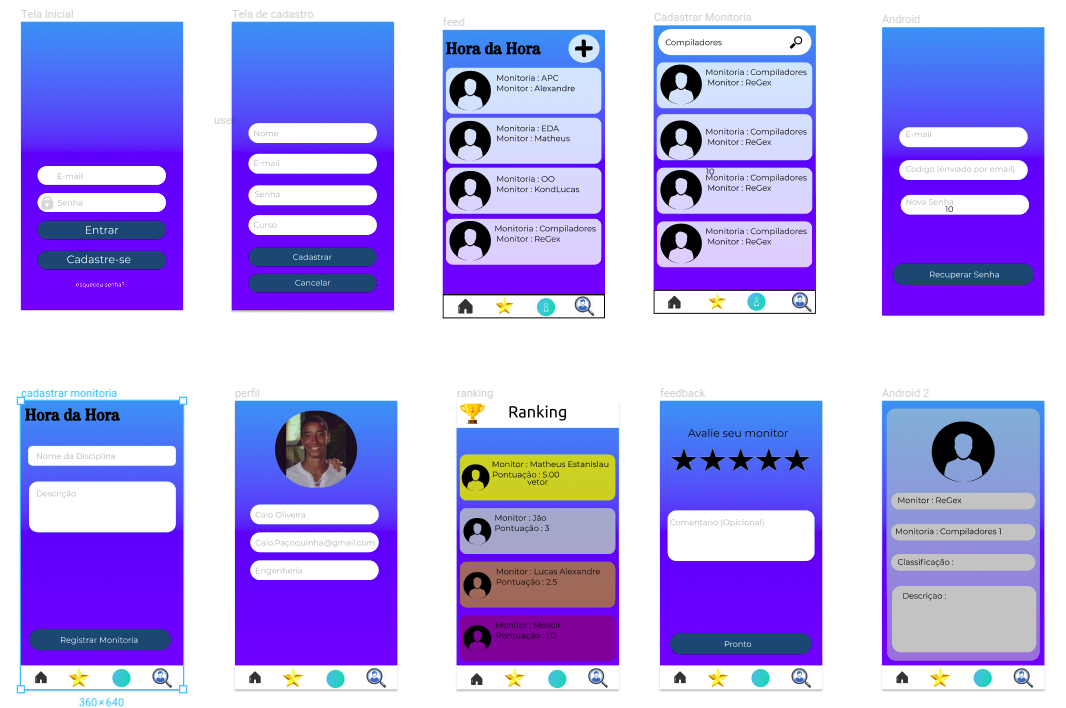 Tela Inicial
E-mail
Senha
Entrar
Cadastre-se
esqueceu senha?
Tela de cadastro
use
Nome
E-mail
Senha
Curso
Cadastrar
Cancelar
feed
Hora da Hora
Monitoria : APC
Monitor : Alexandre
Monitoria : EDA
Monitor : Matheus
Monitoria : OO
Monitor : KondLucas
Monitoria : Compiladores
Monitor : ReGex
Cadastrar Monitoria
Compiladores
Monitoria : Compiladores
Monitor : ReGex
Monitoria : Compiladores
Monitor : ReGex
10
Monitoria : Compiladores
Monitor : ReGex
Monitoria : Compiladores
Monitor : ReGex
Android
E-mail
Codigo (enviado por email)
Nova Senha
10
Recuperar Senha
cadastrar monitoria
Hora da Hora
Nome da Disciplina
Descrição
Registrar Monitoria
360×640
perfil
Caio Oliveira
Caio.Paçoquinha@gmail.com
Engenheria
ranking
Ranking
Monitor : Matheus Estanislau
Pontuação : 5.00
vetor
Monitor : Jão
Pontuação : 3
Monitor : Lucas Alexandre
Pontuação : 2.5
Monitor : Moacir
Pontuação : 1.0
feedback
Avalie seu monitor
Comentario (Opicional)
Pronto
Android 2
Monitor : ReGex
Monitoria : Compiladores 1
Classificação :
Descriçao :